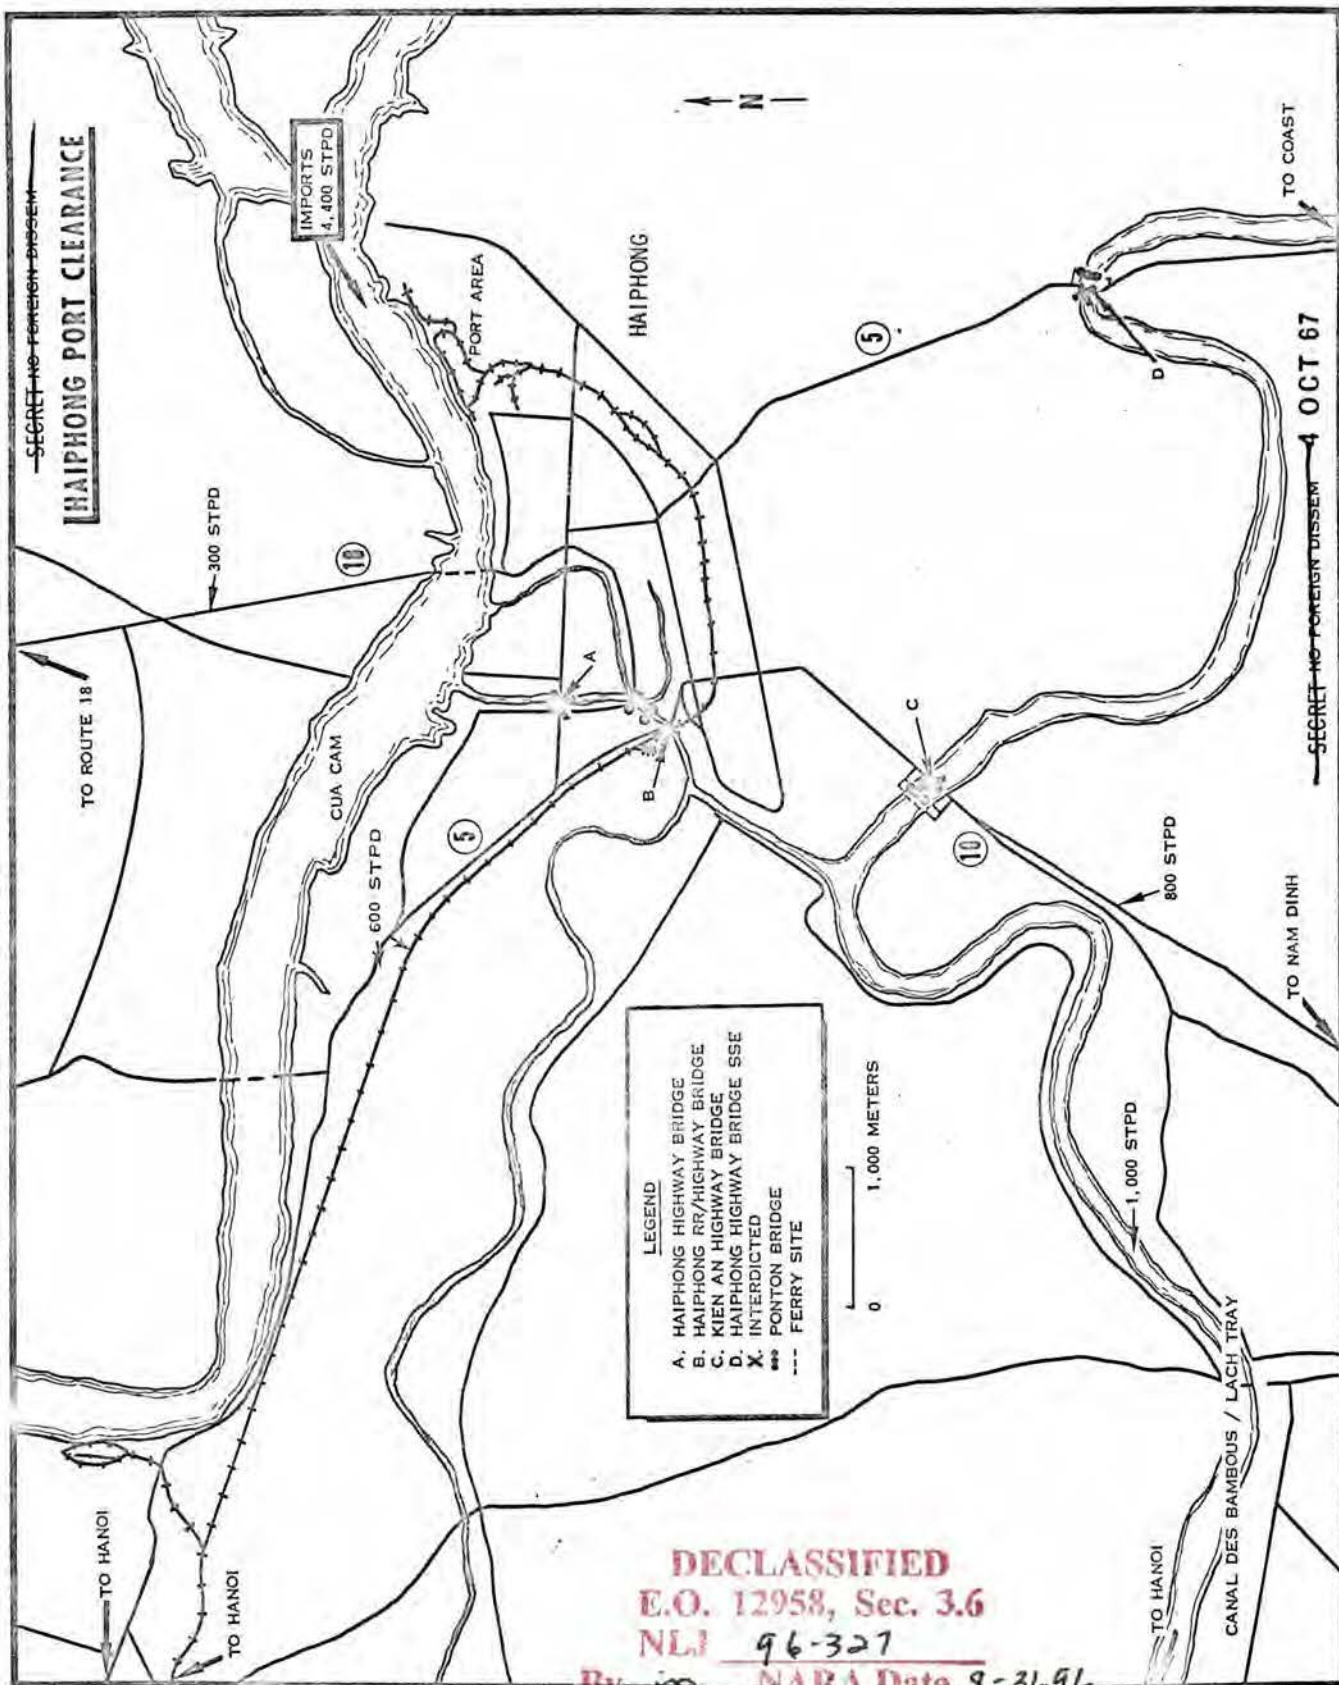 SECRET NO FOREIGN DISSEM
HAIPHONG PORT CLEARANCE
TO ROUTE 18
300 STPD
10
IMPORTS
4,400 STPD
N
CUA CAM
PORT AREA
HAIPHONG
600 STPD
5
A
B
5
C
10
D
TO COAST
800 STPD
TO NAM DINH
1,000 STPD
TO HANOI
TO HANOI
TO HANOI
CANAL DES BAMBOUS / LACH TRAY
LEGEND
A. HAIPHONG HIGHWAY BRIDGE
B. HAIPHONG RR/HIGHWAY BRIDGE
C. KIEN AN HIGHWAY BRIDGE
D. HAIPHONG HIGHWAY BRIDGE SSE
X. INTERDICTED
PONTON BRIDGE
--- FERRY SITE
0 1,000 METERS
SECRET NO FOREIGN DISSEM 4 OCT 67
DECLASSIFIED
E.O. 12958, Sec. 3.6
NLJ 96-327
By NARA Date